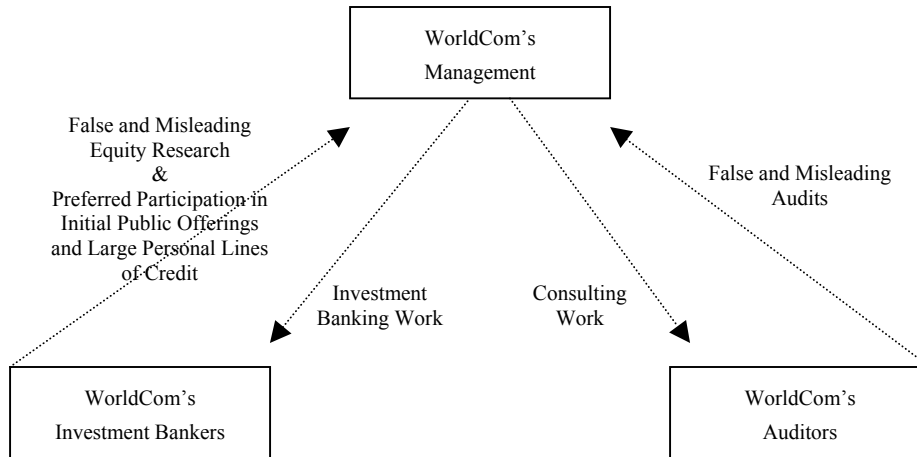 WorldCom’s
Management
False and Misleading
Equity Research
&
Preferred Participation in
Initial Public Offerings
and Large Personal Lines
of Credit
False and Misleading
Audits
Investment
Banking Work
Consulting
Work
WorldCom’s
Investment Bankers
WorldCom’s
Auditors